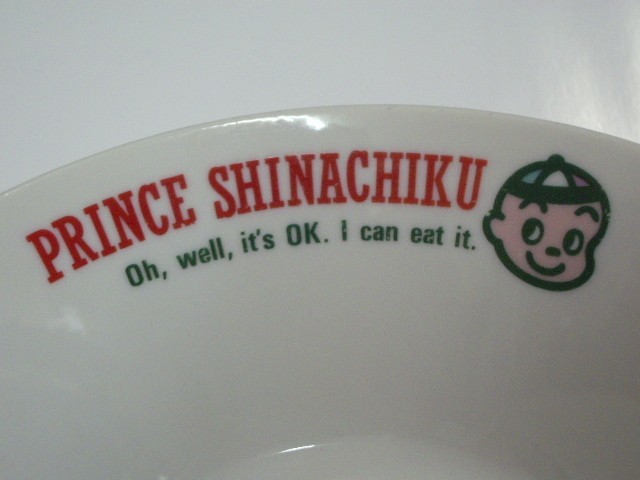 PRINCE SHINACHIKU
Oh, well, it's OK. I can eat it.